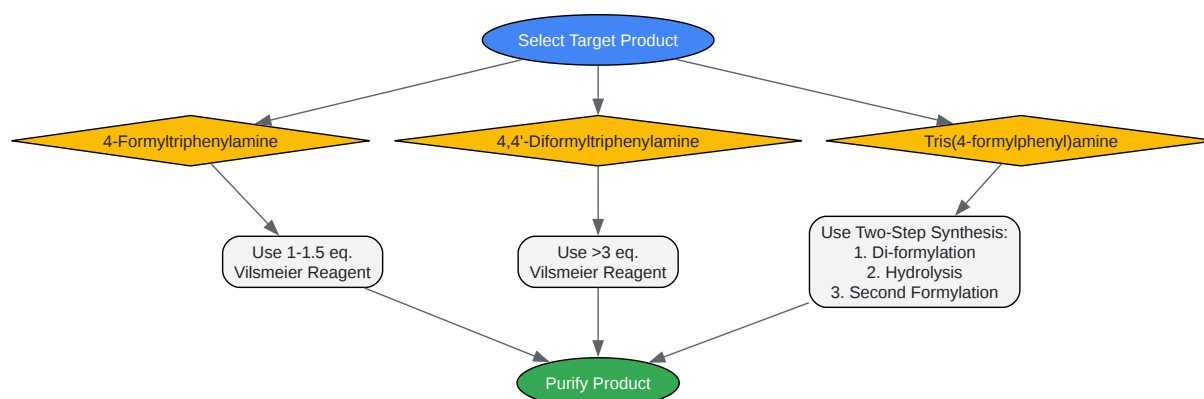 Select Target Product
4-Formyltriphenylamine
4,4'-Diformyltriphenylamine
Tris(4-formylphenyl)amine
Use 1-1.5 eq.
Vilsmeier Reagent
Use >3 eq.
Vilsmeier Reagent
Use Two-Step Synthesis:
1. Di-formylation
2. Hydrolysis
3. Second Formylation
Purify Product